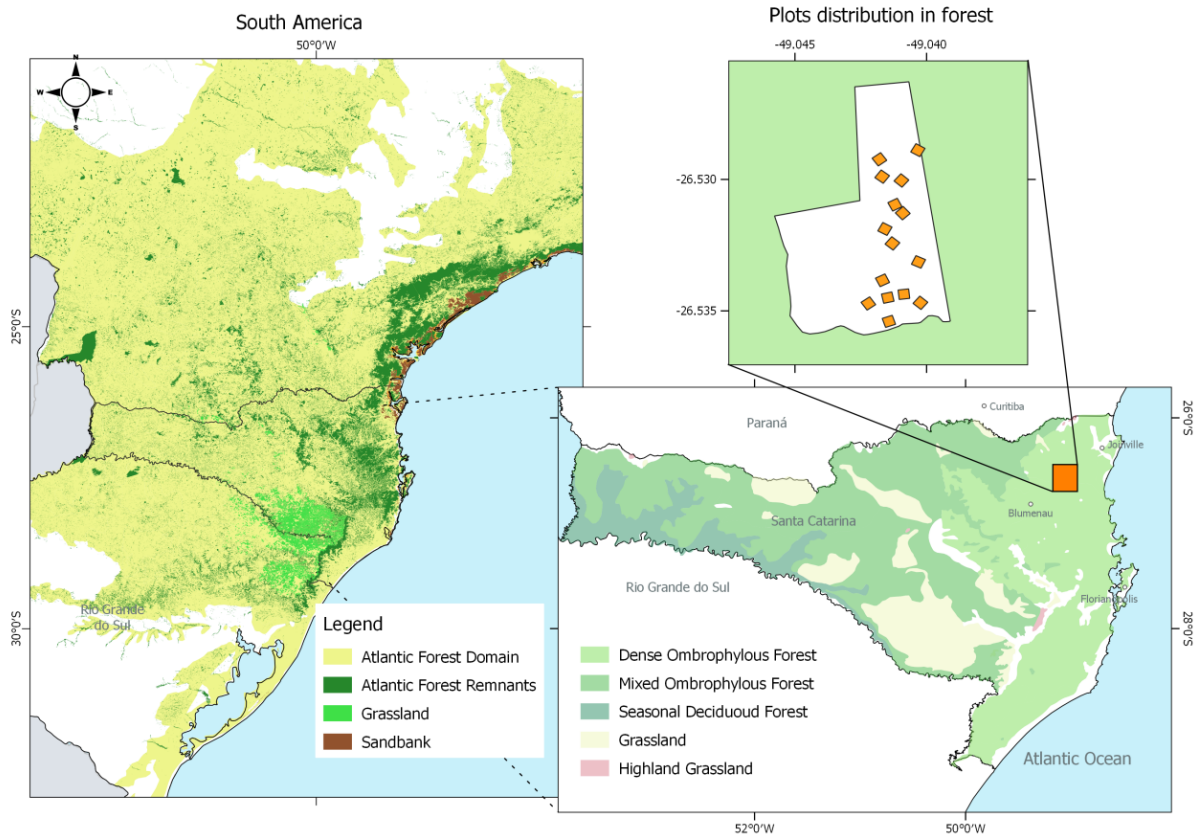 South America
50°0'W
N
W
E
S
25°0'S
30°0'S
Rio Grande
do Sul
Legend
Atlantic Forest Domain
Atlantic Forest Remnants
Grassland
Sandbank
Plots distribution in forest
-49.045
-49.040
-26.530
-26.535
Curitiba
Paraná
26°0'S
Joinville
Blumenau
Santa Catarina
Rio Grande do Sul
Florianópolis
28°0'S
Dense Ombrophylous Forest
Mixed Ombrophylous Forest
Seasonal Deciduoud Forest
Grassland
Highland Grassland
Atlantic Ocean
52°0'W
50°0'W